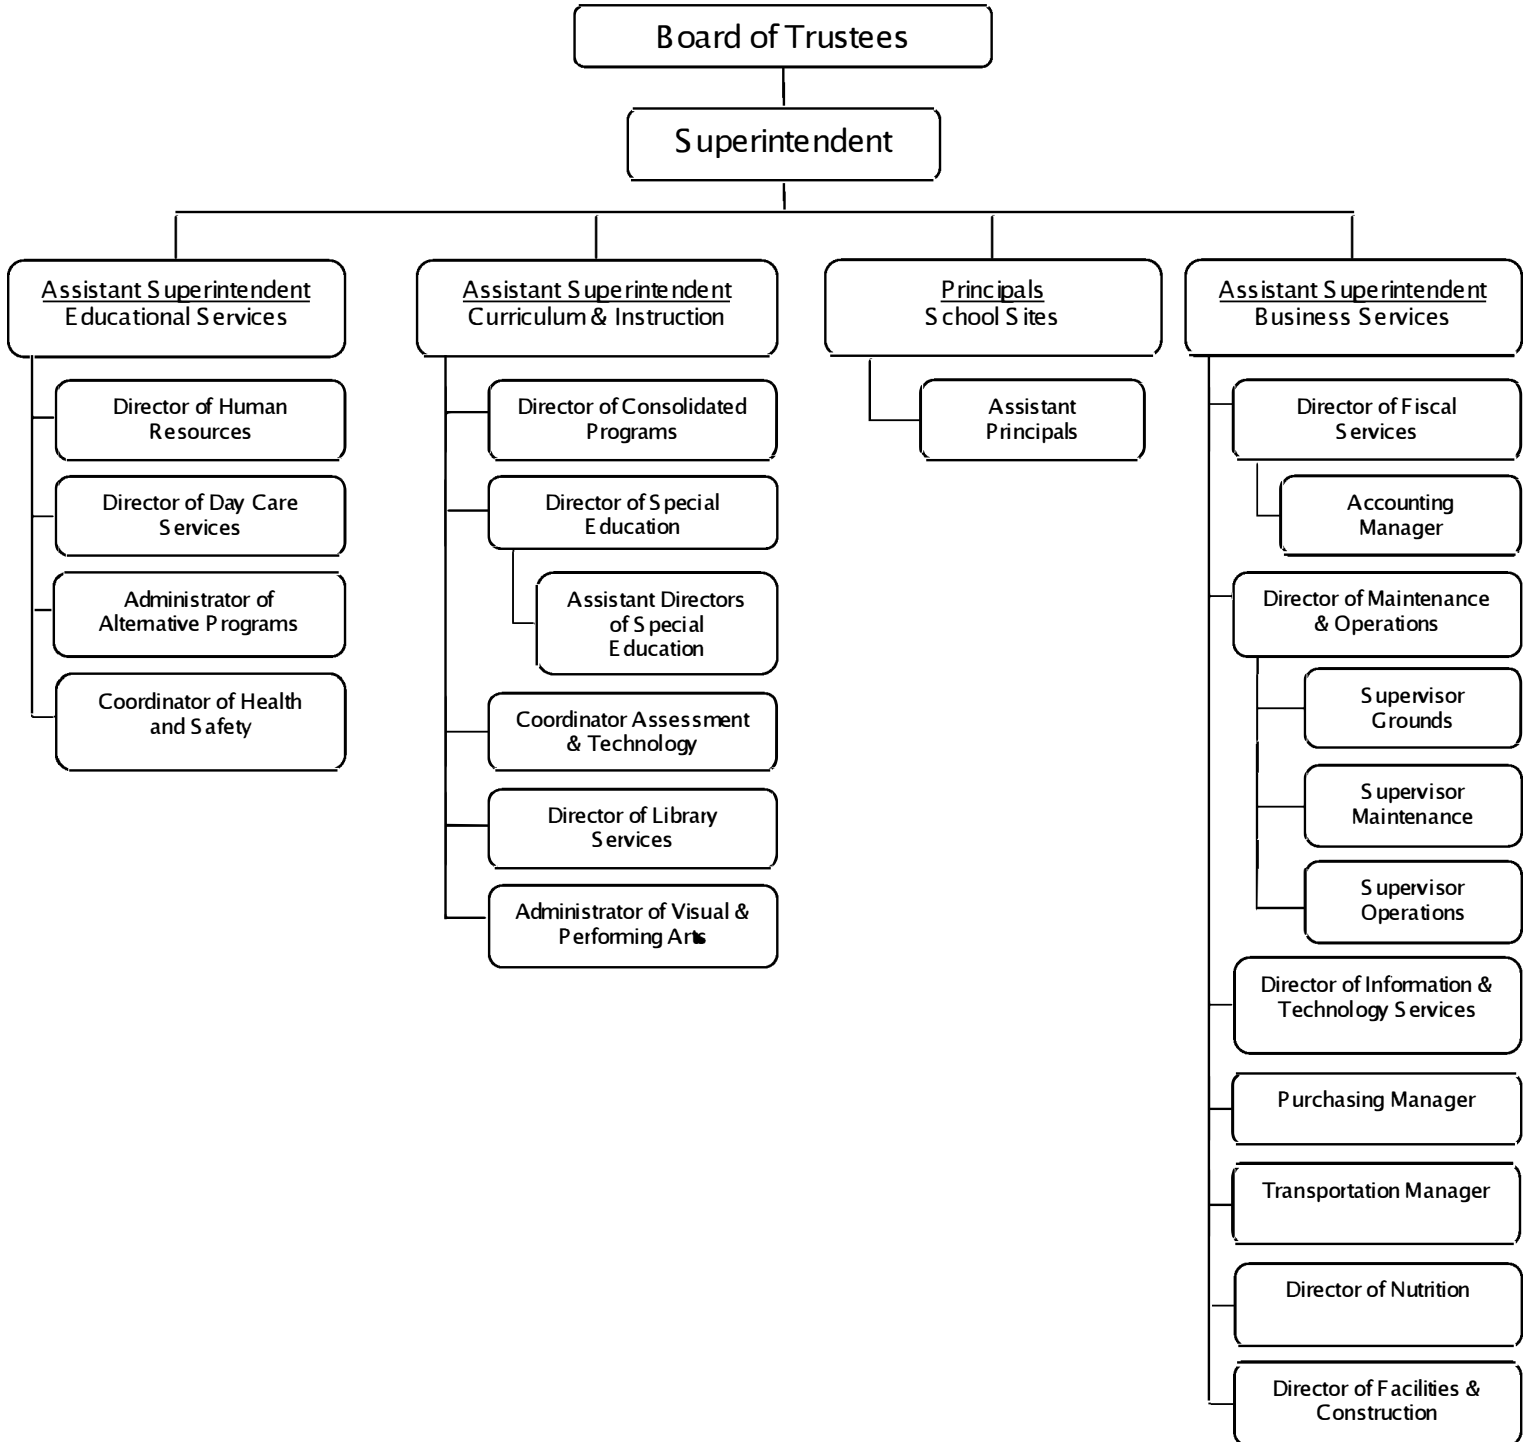 Board of Trustees
Superintendent
Assistant Superintendent
Educational Services
Director of Human
Resources
Director of Day Care
Services
Administrator of
Alternative Programs
Coordinator of Health
and Safety
Assistant Superintendent
Curriculum & Instruction
Director of Consolidated
Programs
Director of Special
Education
Assistant Directors
of Special
Education
Coordinator Assessment
& Technology
Director of Library
Services
Administrator of Visual &
Performing Arts
Principals
School Sites
Assistant
Principals
Assistant Superintendent
Business Services
Director of Fiscal
Services
Accounting
Manager
Director of Maintenance
& Operations
Supervisor
Grounds
Supervisor
Maintenance
Supervisor
Operations
Director of Information &
Technology Services
Purchasing Manager
Transportation Manager
Director of Nutrition
Director of Facilities &
Construction